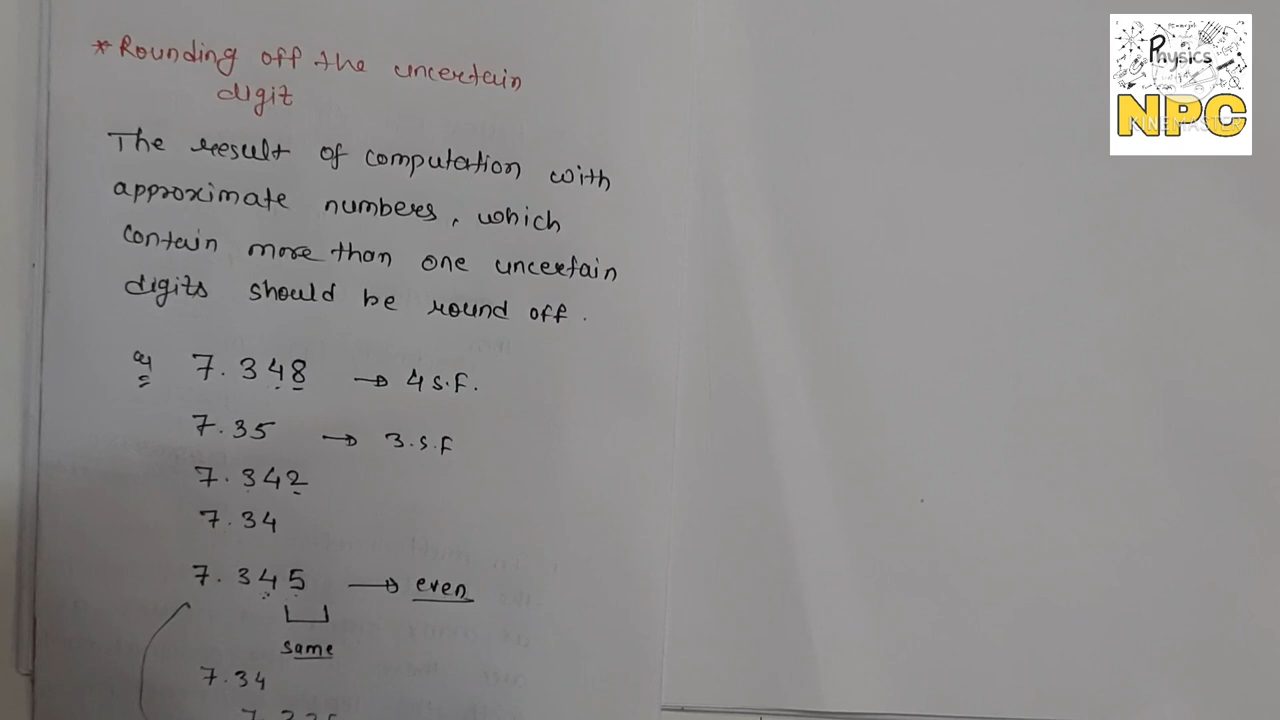 * Rounding off the uncertain
digit
The result of computation with
approximate numbers, which
contain more than one uncertain
digits should be round off.
eg 7.348 → 4 s.f.
7.35 → 3.s.f
7.342
7.34
7.345 → even
same
7.34
Physics
NPC
KINEMASTER